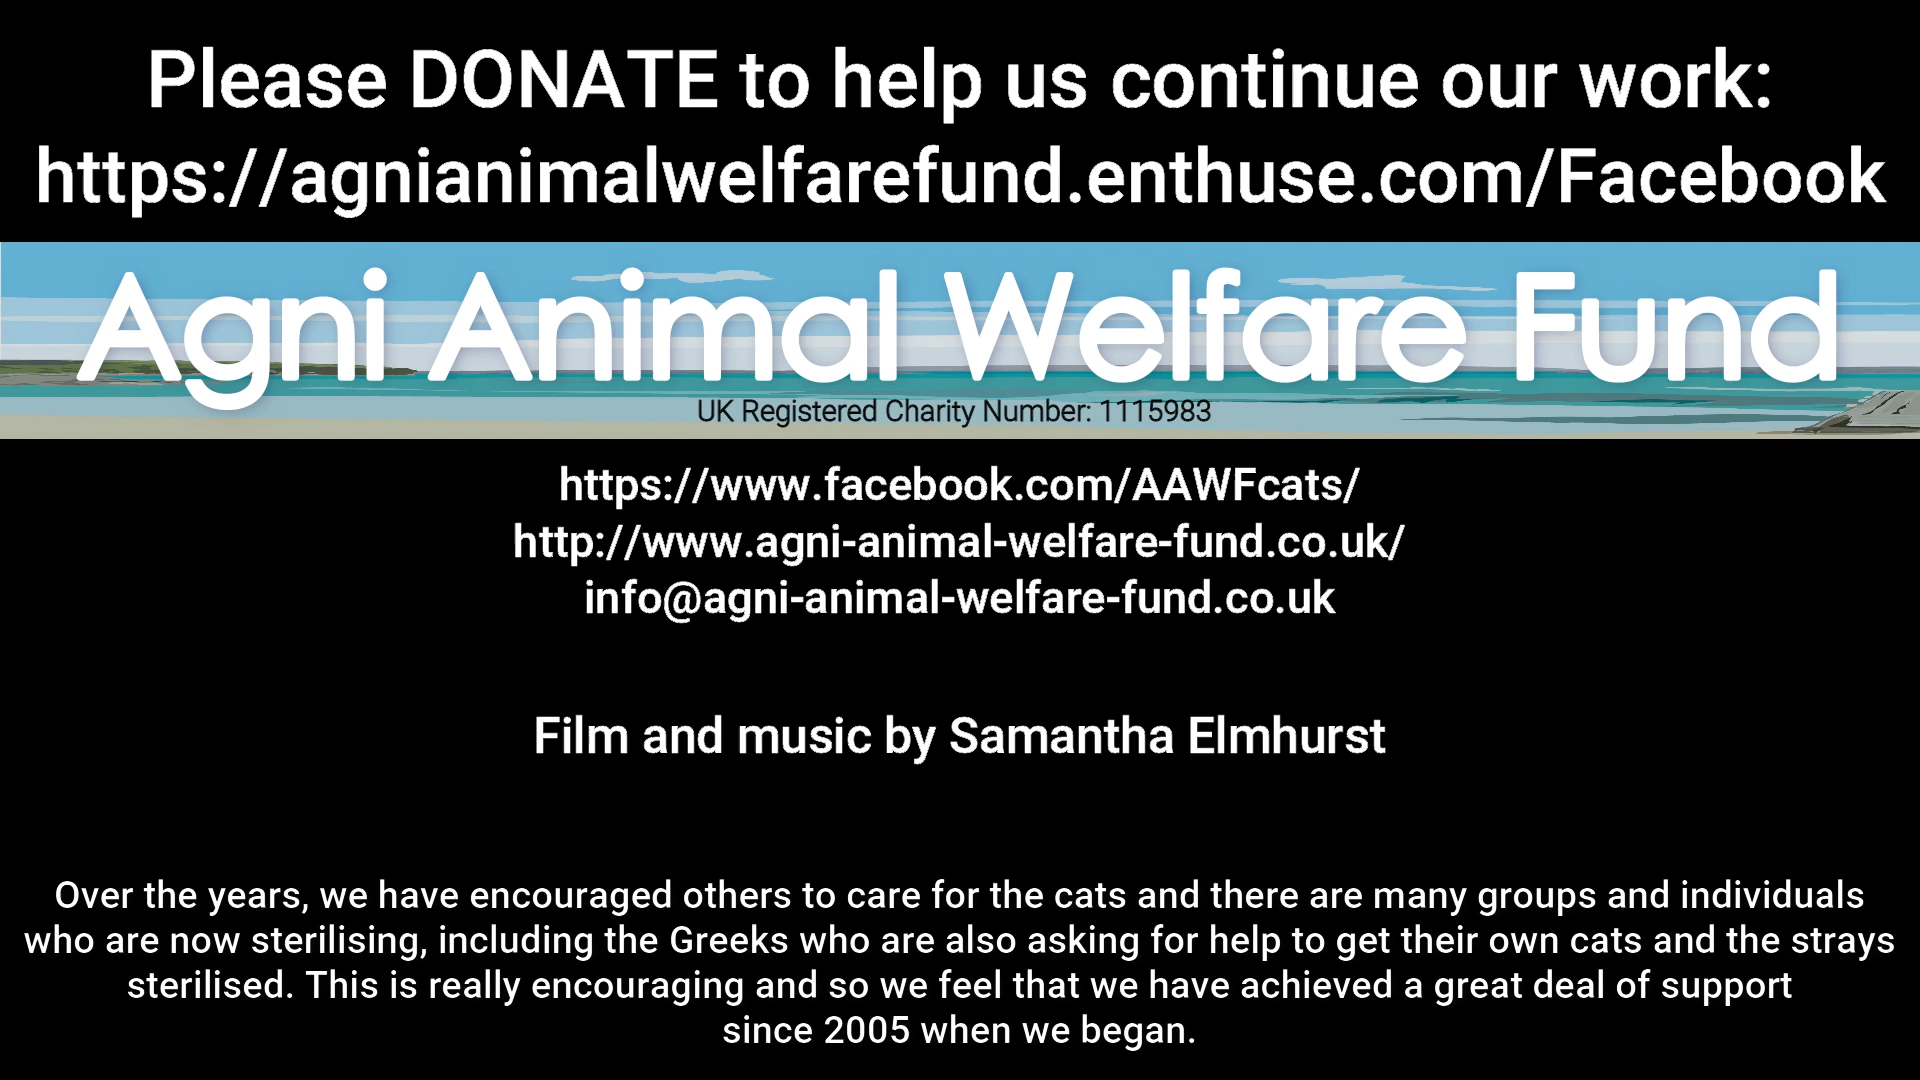 Please DONATE to help us continue our work:
https://agnianimalwelfarefund.enthuse.com/Facebook
Agni Animal Welfare Fund
UK Registered Charity Number: 1115983
https://www.facebook.com/AAWFcats/
http://www.agni-animal-welfare-fund.co.uk/
info@agni-animal-welfare-fund.co.uk
Film and music by Samantha Elmhurst
Over the years, we have encouraged others to care for the cats and there are many groups and individuals
who are now sterilising, including the Greeks who are also asking for help to get their own cats and the strays
sterilised. This is really encouraging and so we feel that we have achieved a great deal of support
since 2005 when we began.